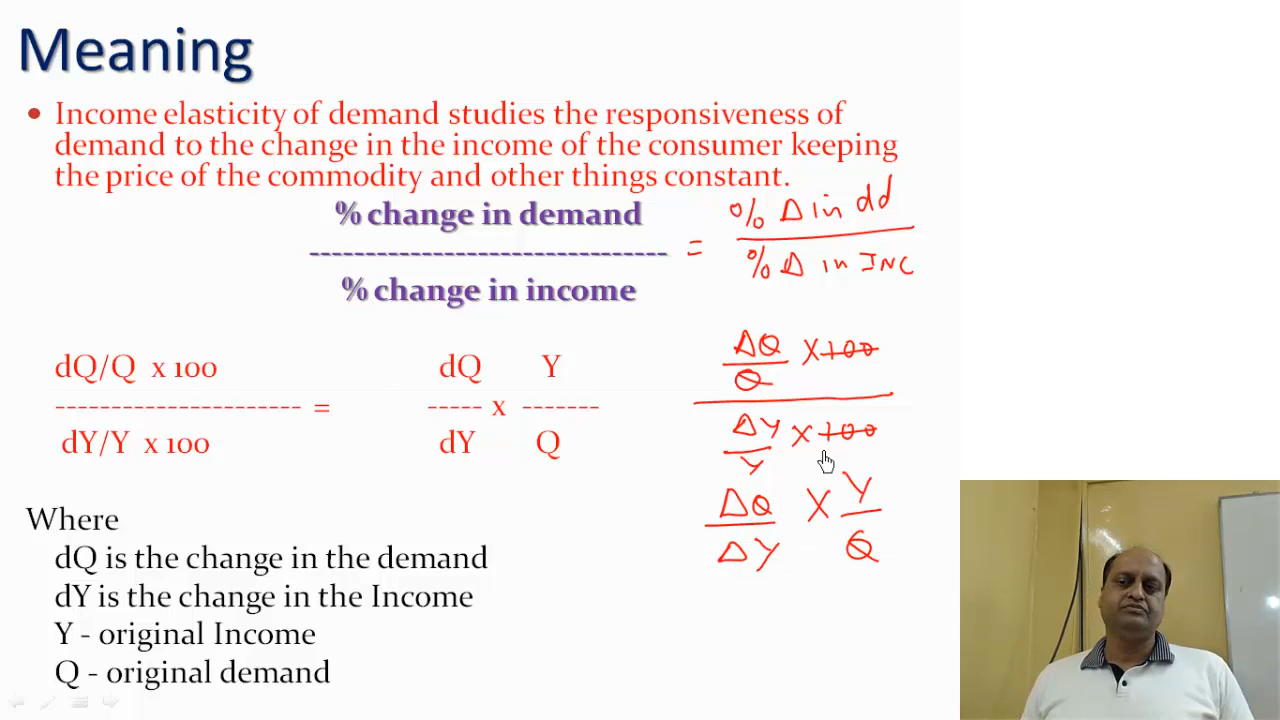 Meaning
• Income elasticity of demand studies the responsiveness of
demand to the change in the income of the consumer keeping
the price of the commodity and other things constant.
% change in demand
-------------------------------- =
% change in income
% Δ in dd
% Δ in INC
dQ/Q x 100
---------------------- =
dY/Y x 100
dQ Y
----- x -------
dY Q
ΔQ X 100
Q
ΔY X 100
Y
ΔQ X Y
ΔY Q
Where
dQ is the change in the demand
dY is the change in the Income
Y - original Income
Q - original demand